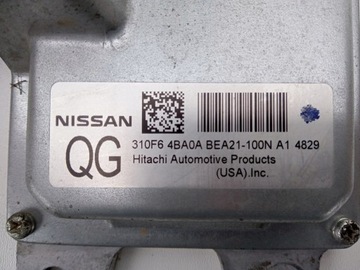 NISSAN
QG
310F6 4BA0A BEA21-100N A1 4829
Hitachi Automotive Products
(USA).Inc.